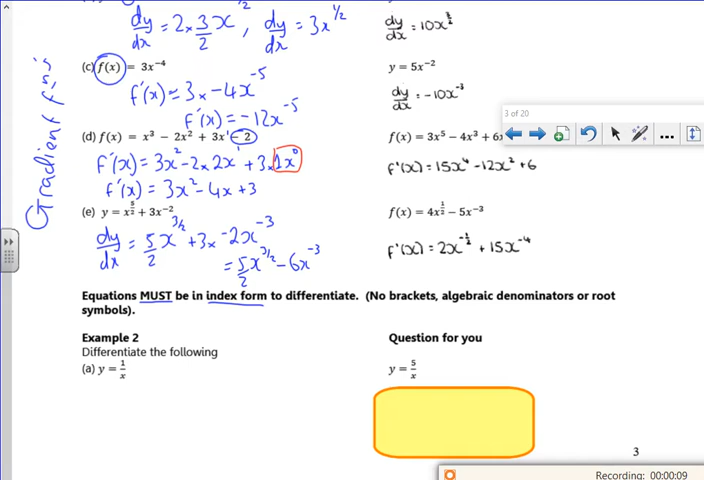 dy/dx = 2 × 3/2 x^1/2 , dy/dx = 3x^1/2
dy/dx = 10x
(c) f(x) = 3x⁻⁴
y = 5x⁻²
f'(x) = 3 × -4x⁻⁵
f'(x) = -12x⁻⁵
dy/dx = -10x⁻³
3 of 20
(d) f(x) = x³ − 2x² + 3x¹ − 2
f(x) = 3x⁵ − 4x³ + 6x
f'(x) = 3x² - 2 × 2x¹ + 3 × 1x⁰
f'(x) = 15x⁴ - 12x² + 6
f'(x) = 3x² - 4x + 3
(e) y = x^5/2 + 3x⁻²
f(x) = 4x^1/2 − 5x⁻³
dy/dx = 5/2 x^3/2 + 3 × -2x⁻³
f'(x) = 2x^-1/2 + 15x⁻⁴
= 5/2 x^3/2 - 6x⁻³
Gradient
Equations MUST be in index form to differentiate. (No brackets, algebraic denominators or root
symbols).
Example 2
Question for you
Differentiate the following
(a) y = 1/x
y = 5/x
3
Recording: 00:00:09